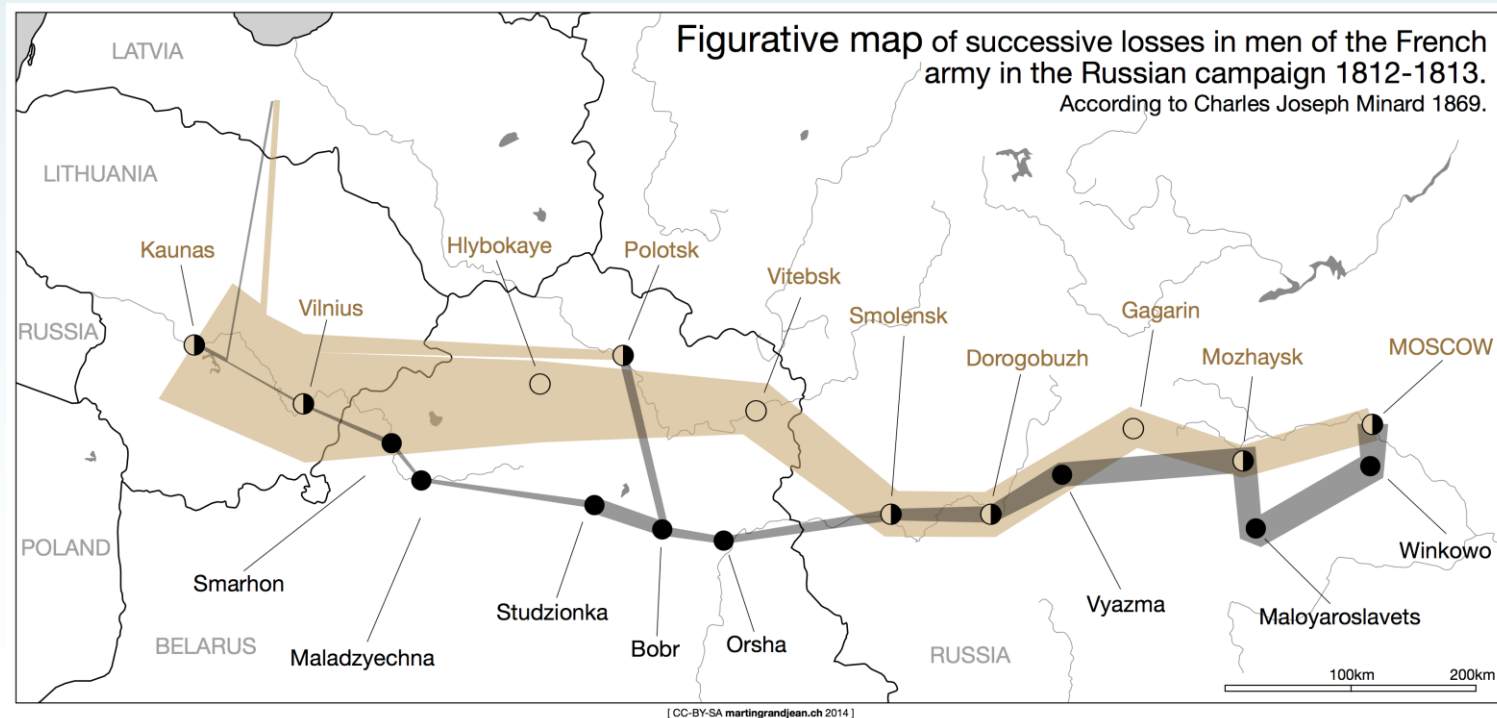 Figurative map of successive losses in men of the French
army in the Russian campaign 1812-1813.
According to Charles Joseph Minard 1869.
LATVIA
LITHUANIA
Kaunas
Hlybokaye
Polotsk
Vitebsk
Vilnius
RUSSIA
Smolensk
Gagarin
Dorogobuzh
Mozhaysk
MOSCOW
POLAND
Smarhon
Studzionka
Winkowo
Vyazma
Maloyaroslavets
BELARUS
Maladzyechna
Bobr
Orsha
RUSSIA
100km
200km
[ CC-BY-SA martingrandjean.ch 2014 ]